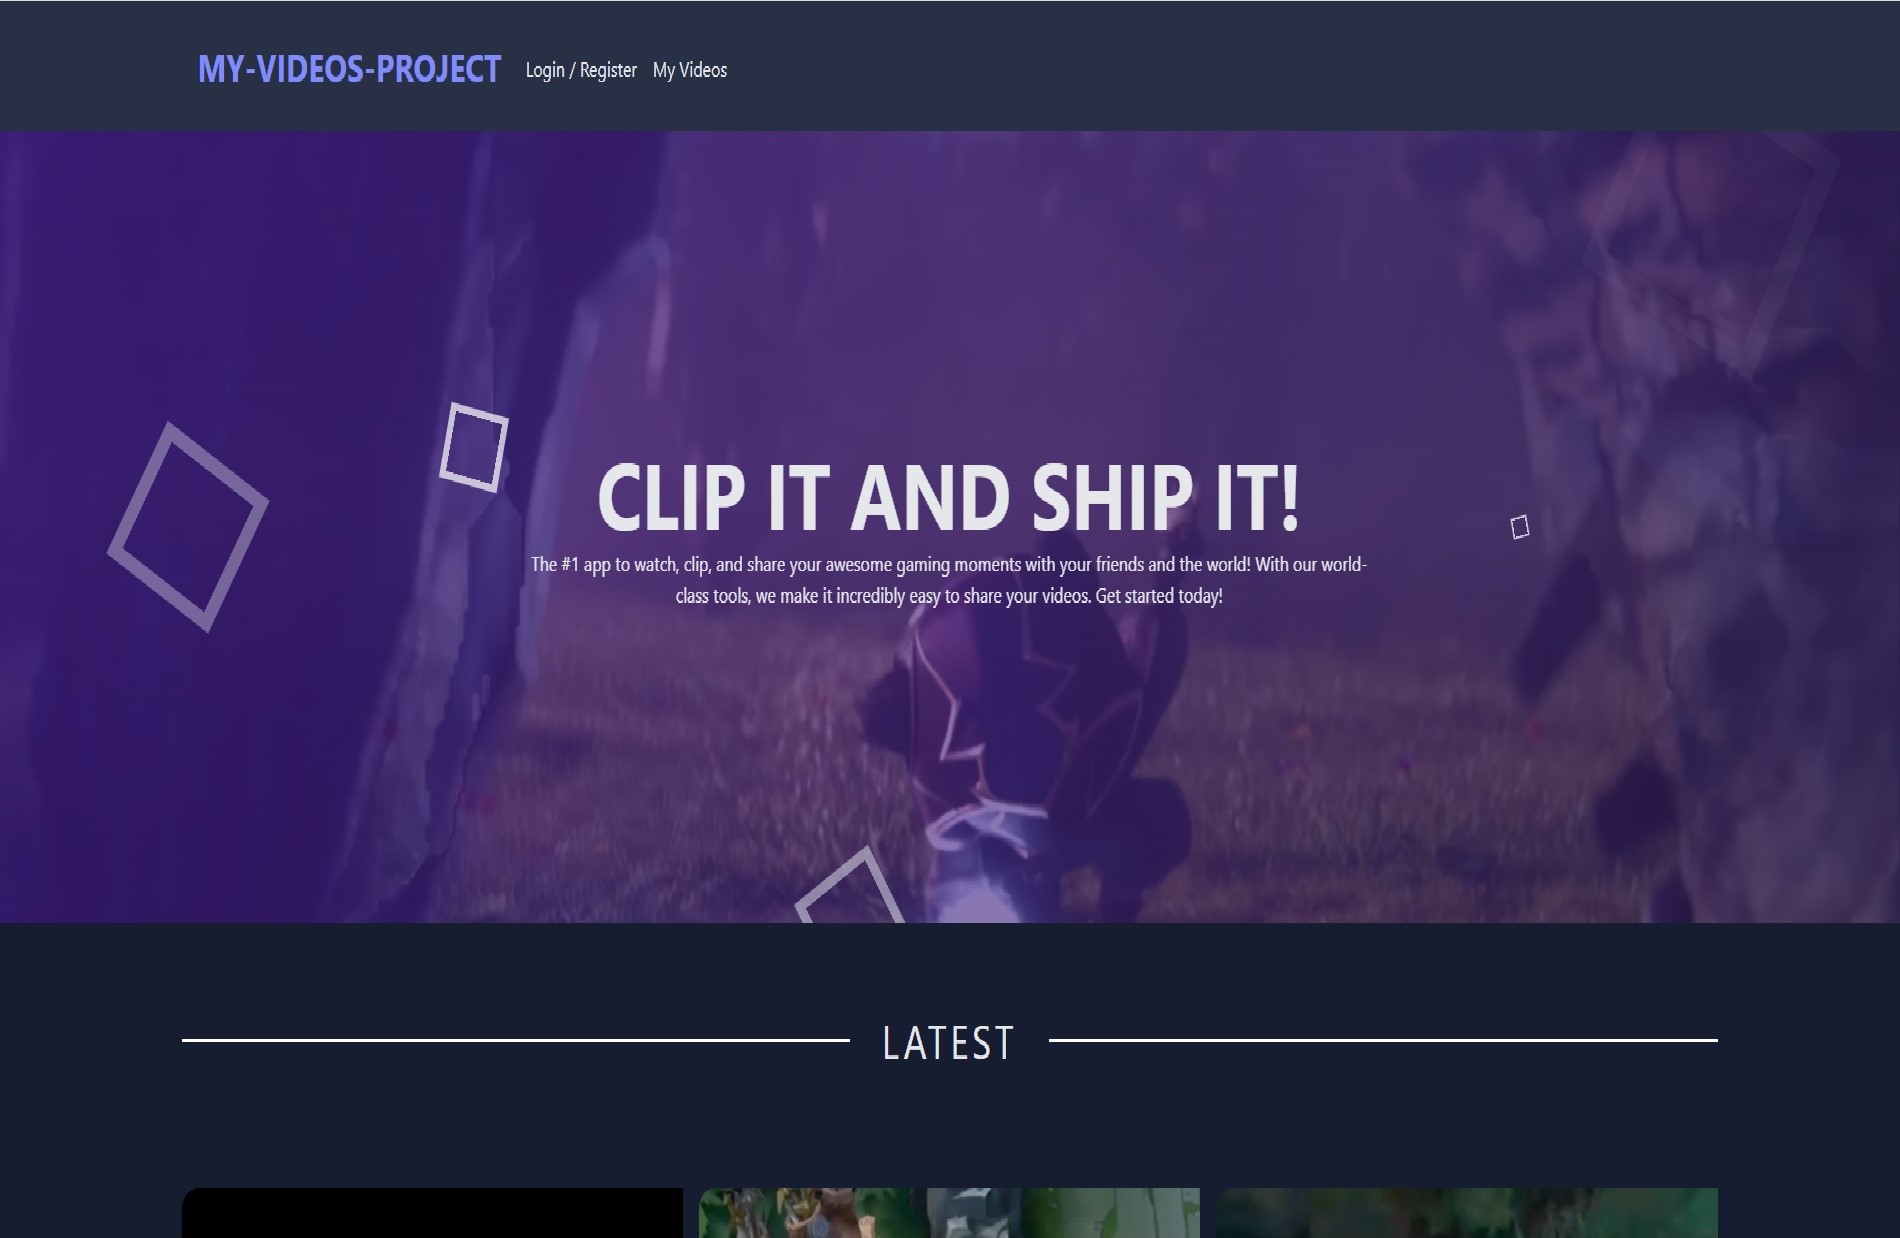 MY-VIDEOS-PROJECT Login / Register My Videos
CLIP IT AND SHIP IT!
The #1 app to watch, clip, and share your awesome gaming moments with your friends and the world! With our world-
class tools, we make it incredibly easy to share your videos. Get started today!
LATEST